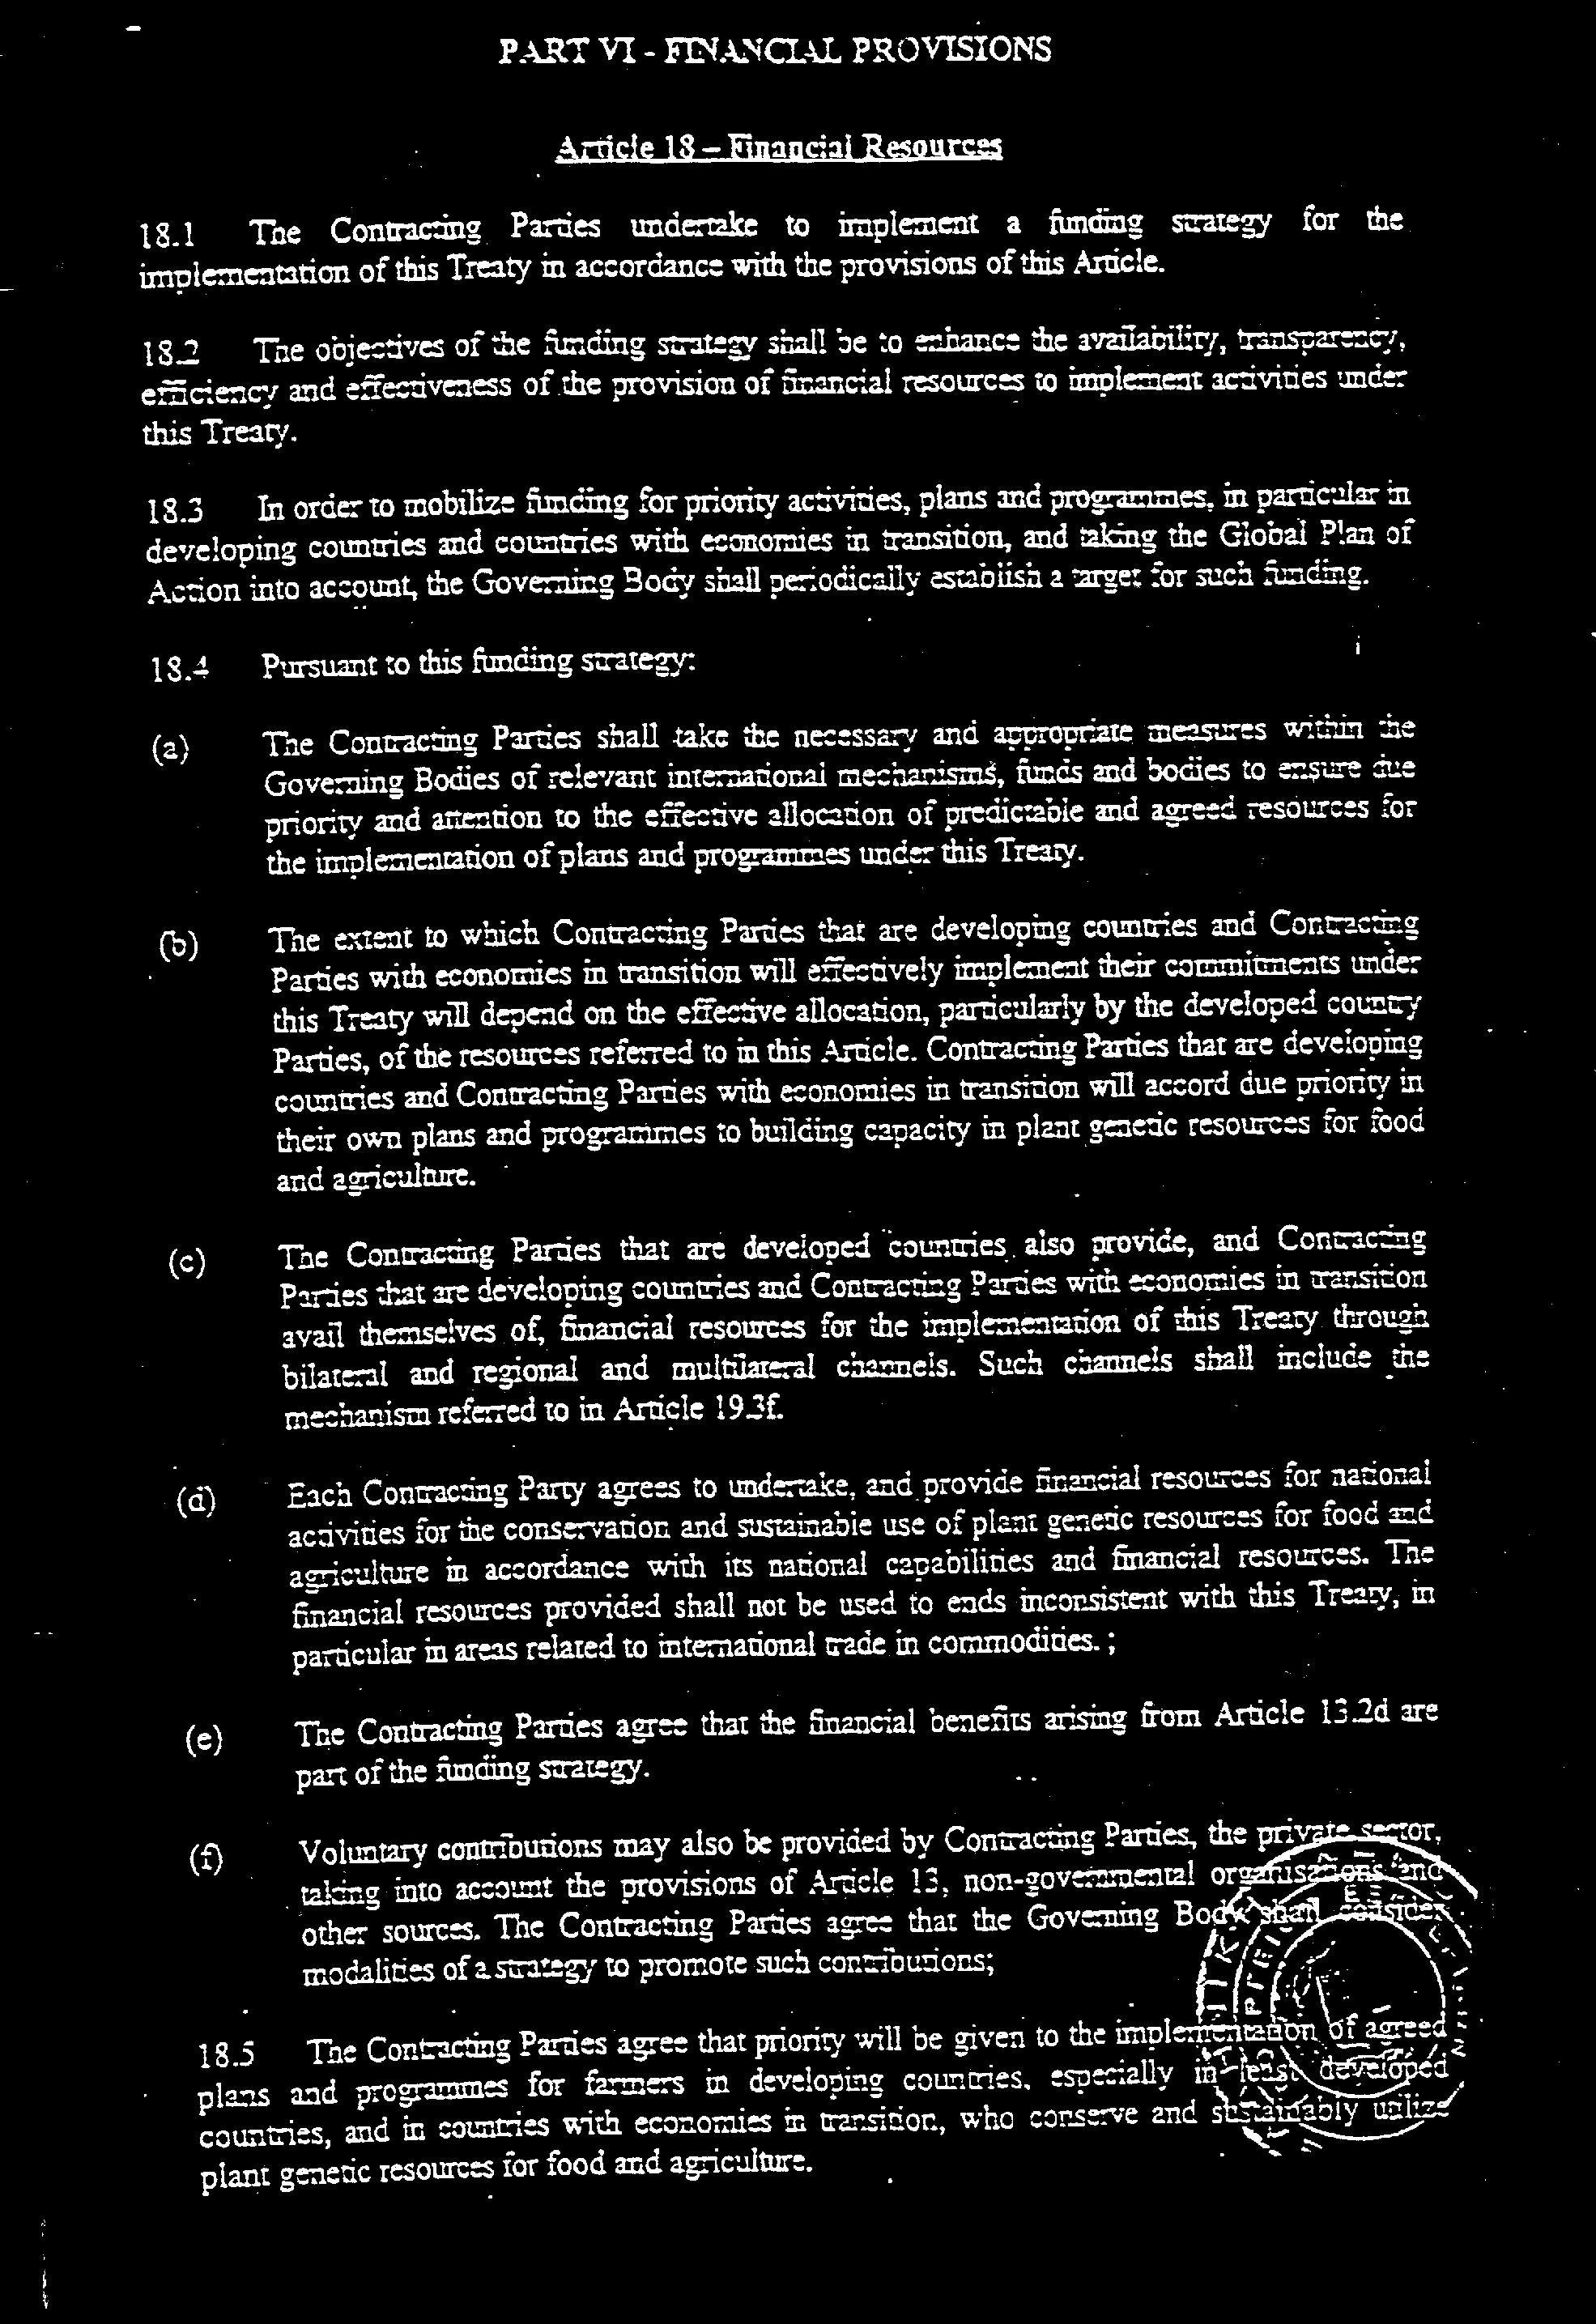 PART VI - FINANCIAL PROVISIONS
Article 18 – Financial Resources
18.1 The Contracting Parties undertake to implement a funding strategy for the
implementation of this Treaty in accordance with the provisions of this Article.
18.2 The objectives of the funding strategy shall be to enhance the availability, transparency,
efficiency and effectiveness of the provision of financial resources to implement activities under
this Treaty.
18.3 In order to mobilize funding for priority activities, plans and programmes, in particular in
developing countries and countries with economies in transition, and taking the Global Plan of
Action into account, the Governing Body shall periodically establish a target for such funding.
18.4 Pursuant to this funding strategy:
(a) The Contracting Parties shall take the necessary and appropriate measures within the
Governing Bodies of relevant international mechanisms, funds and bodies to ensure due
priority and attention to the effective allocation of predictable and agreed resources for
the implementation of plans and programmes under this Treaty.
(b) The extent to which Contracting Parties that are developing countries and Contracting
Parties with economies in transition will effectively implement their commitments under
this Treaty will depend on the effective allocation, particularly by the developed country
Parties, of the resources referred to in this Article. Contracting Parties that are developing
countries and Contracting Parties with economies in transition will accord due priority in
their own plans and programmes to building capacity in plant genetic resources for food
and agriculture.
(c) The Contracting Parties that are developed countries also provide, and Contracting
Parties that are developing countries and Contracting Parties with economies in transition
avail themselves of, financial resources for the implementation of this Treaty through
bilateral and regional and multilateral channels. Such channels shall include the
mechanism referred to in Article 19.3f.
(d) Each Contracting Party agrees to undertake, and provide financial resources for national
activities for the conservation and sustainable use of plant genetic resources for food and
agriculture in accordance with its national capabilities and financial resources. The
financial resources provided shall not be used to ends inconsistent with this Treaty, in
particular in areas related to international trade in commodities. ;
(e) The Contracting Parties agree that the financial benefits arising from Article 13.2d are
part of the funding strategy.
(f) Voluntary contributions may also be provided by Contracting Parties, the private sector,
taking into account the provisions of Article 13, non-governmental organisations and
other sources. The Contracting Parties agree that the Governing Body shall consider
modalities of a strategy to promote such contributions;
18.5 The Contracting Parties agree that priority will be given to the implementation of agreed
plans and programmes for farmers in developing countries, especially in least developed
countries, and in countries with economies in transition, who conserve and sustainably utilize
plant genetic resources for food and agriculture.